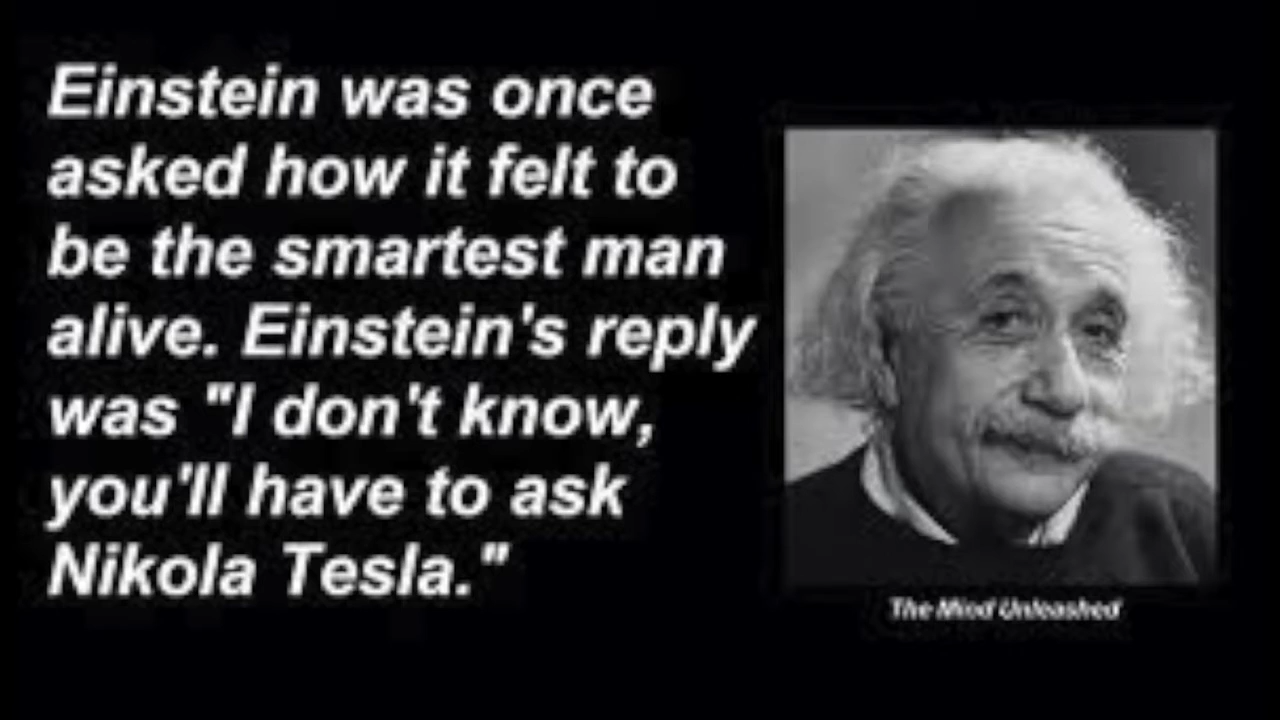 Einstein was once
asked how it felt to
be the smartest man
alive. Einstein's reply
was "I don't know,
you'll have to ask
Nikola Tesla."
The Mind Unleashed